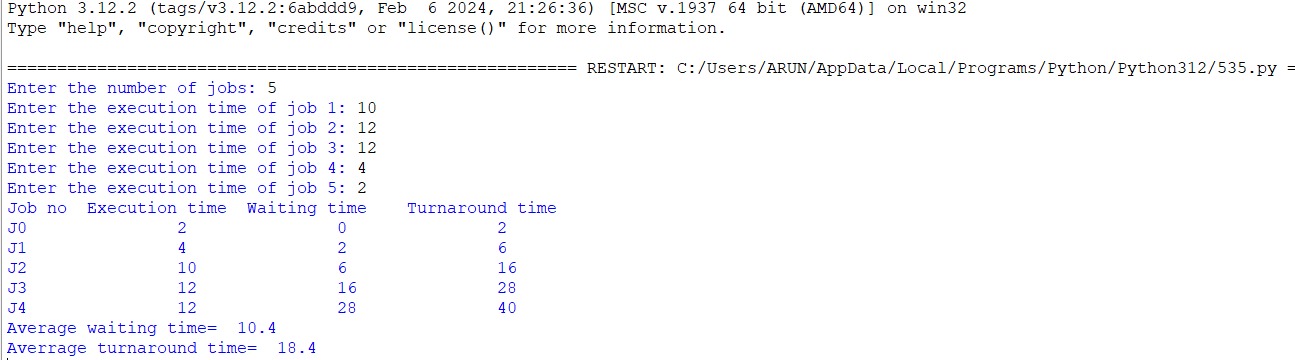 Python 3.12.2 (tags/v3.12.2:6abddd9, Feb  6 2024, 21:26:36) [MSC v.1937 64 bit (AMD64)] on win32
Type "help", "copyright", "credits" or "license()" for more information.
========================================================= RESTART: C:/Users/ARUN/AppData/Local/Programs/Python/Python312/535.py =
Enter the number of jobs: 5
Enter the execution time of job 1: 10
Enter the execution time of job 2: 12
Enter the execution time of job 3: 12
Enter the execution time of job 4: 4
Enter the execution time of job 5: 2
Job no  Execution time  Waiting time    Turnaround time
J0               2               0               2
J1               4               2               6
J2               10              6               16
J3               12              16              28
J4               12              28              40
Average waiting time=  10.4
Averrage turnaround time=  18.4